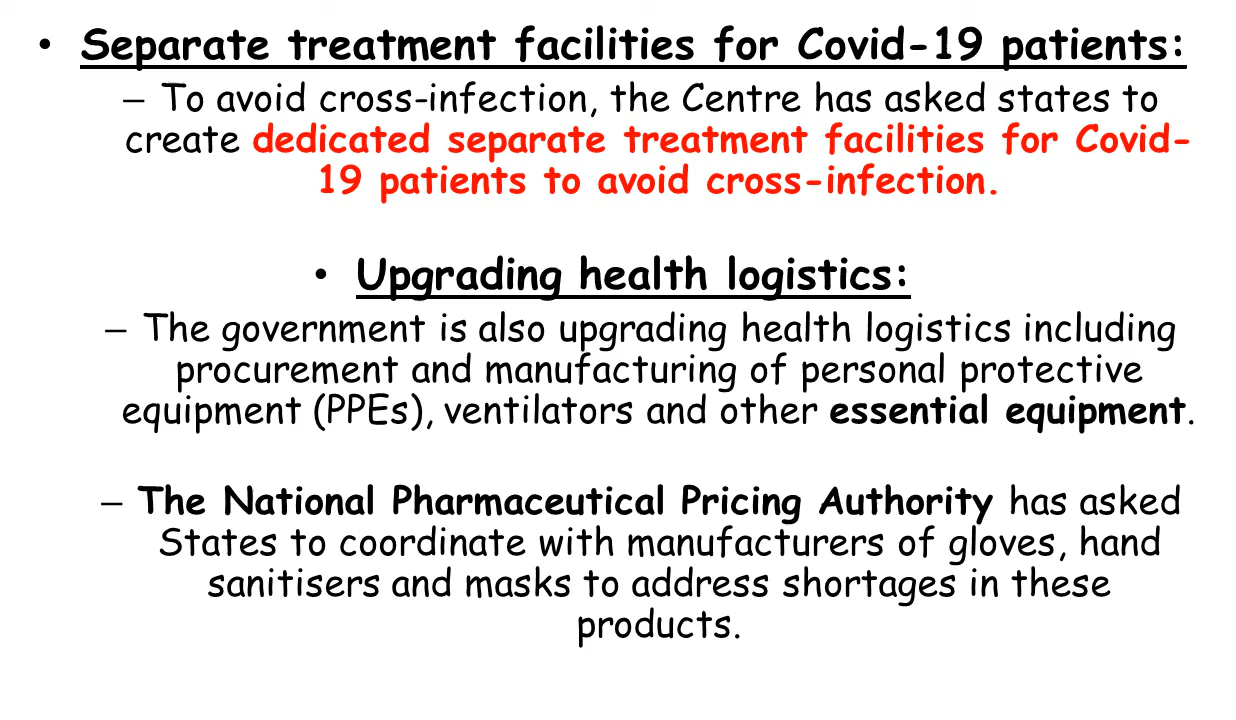 • Separate treatment facilities for Covid-19 patients:
– To avoid cross-infection, the Centre has asked states to
create dedicated separate treatment facilities for Covid-
19 patients to avoid cross-infection.
• Upgrading health logistics:
– The government is also upgrading health logistics including
procurement and manufacturing of personal protective
equipment (PPEs), ventilators and other essential equipment.
– The National Pharmaceutical Pricing Authority has asked
States to coordinate with manufacturers of gloves, hand
sanitisers and masks to address shortages in these
products.